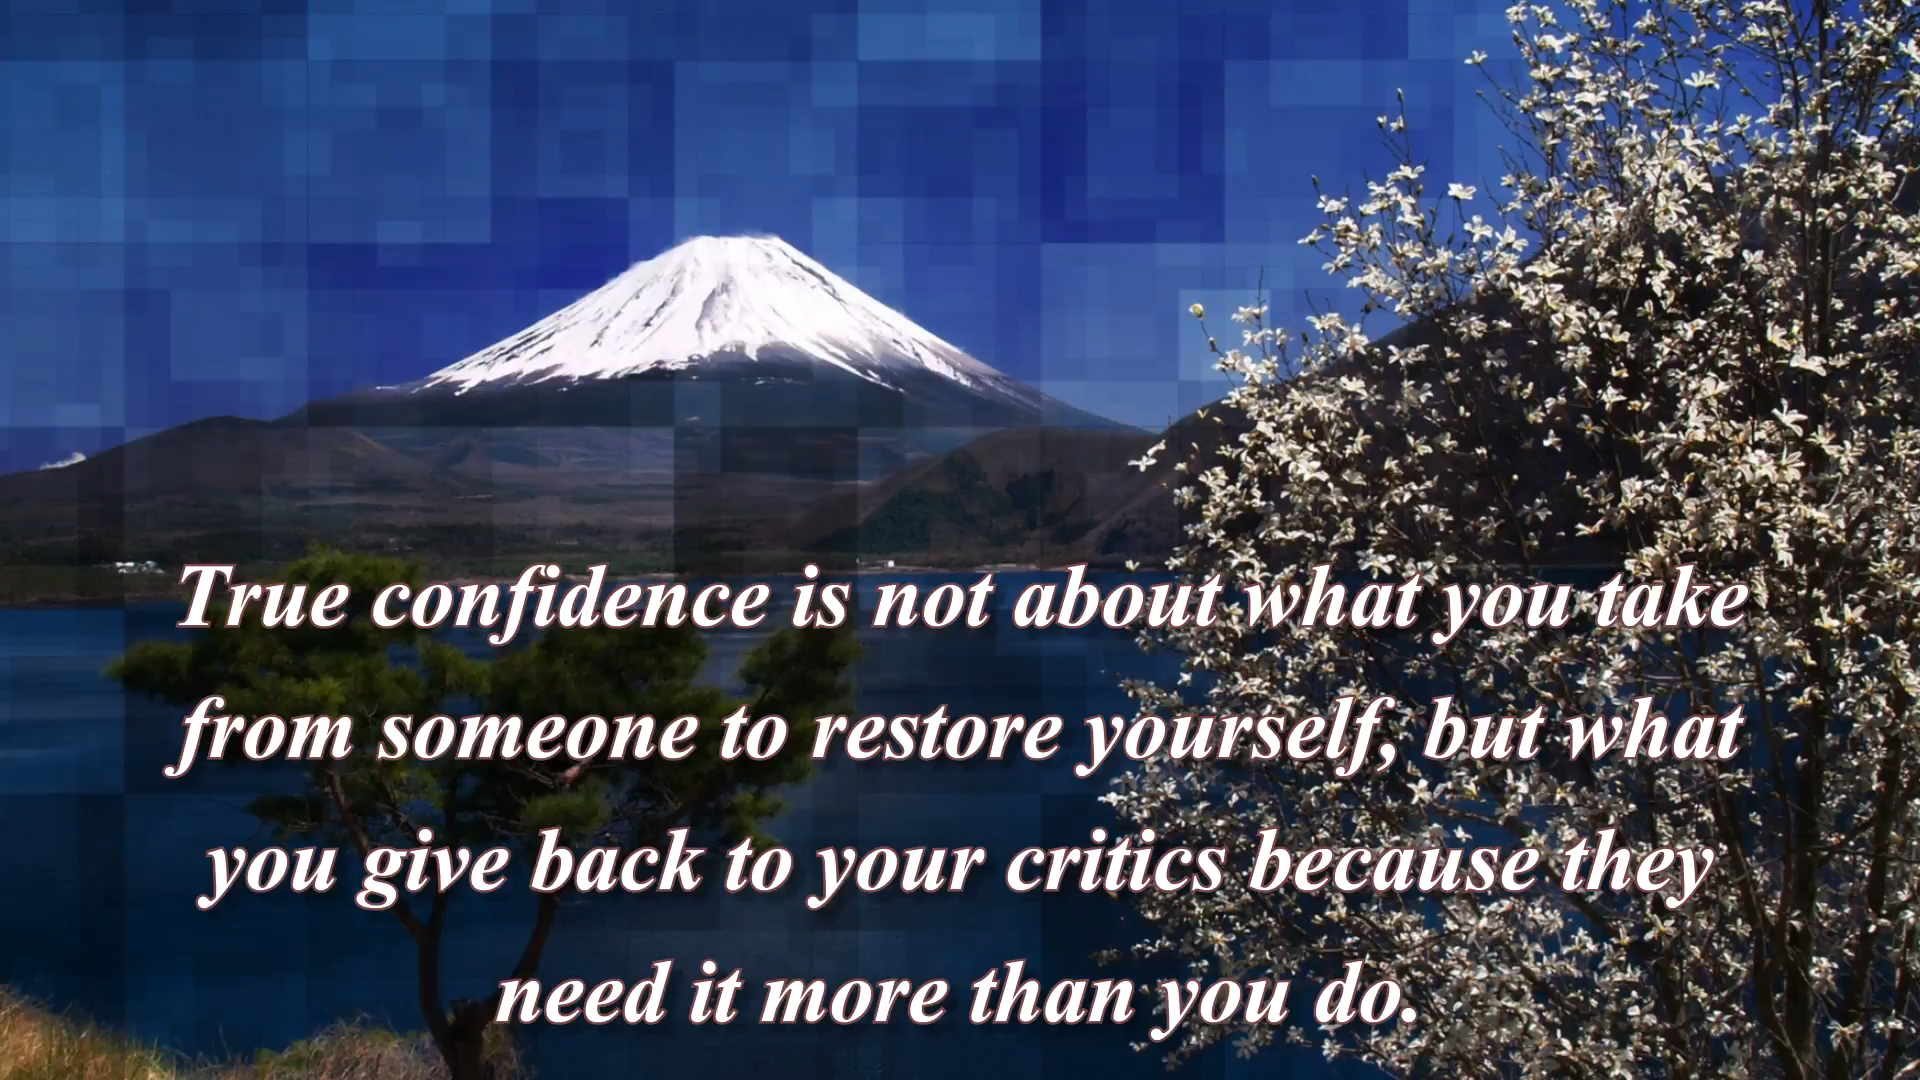 True confidence is not about what you take
from someone to restore yourself, but what
you give back to your critics because they
need it more than you do.